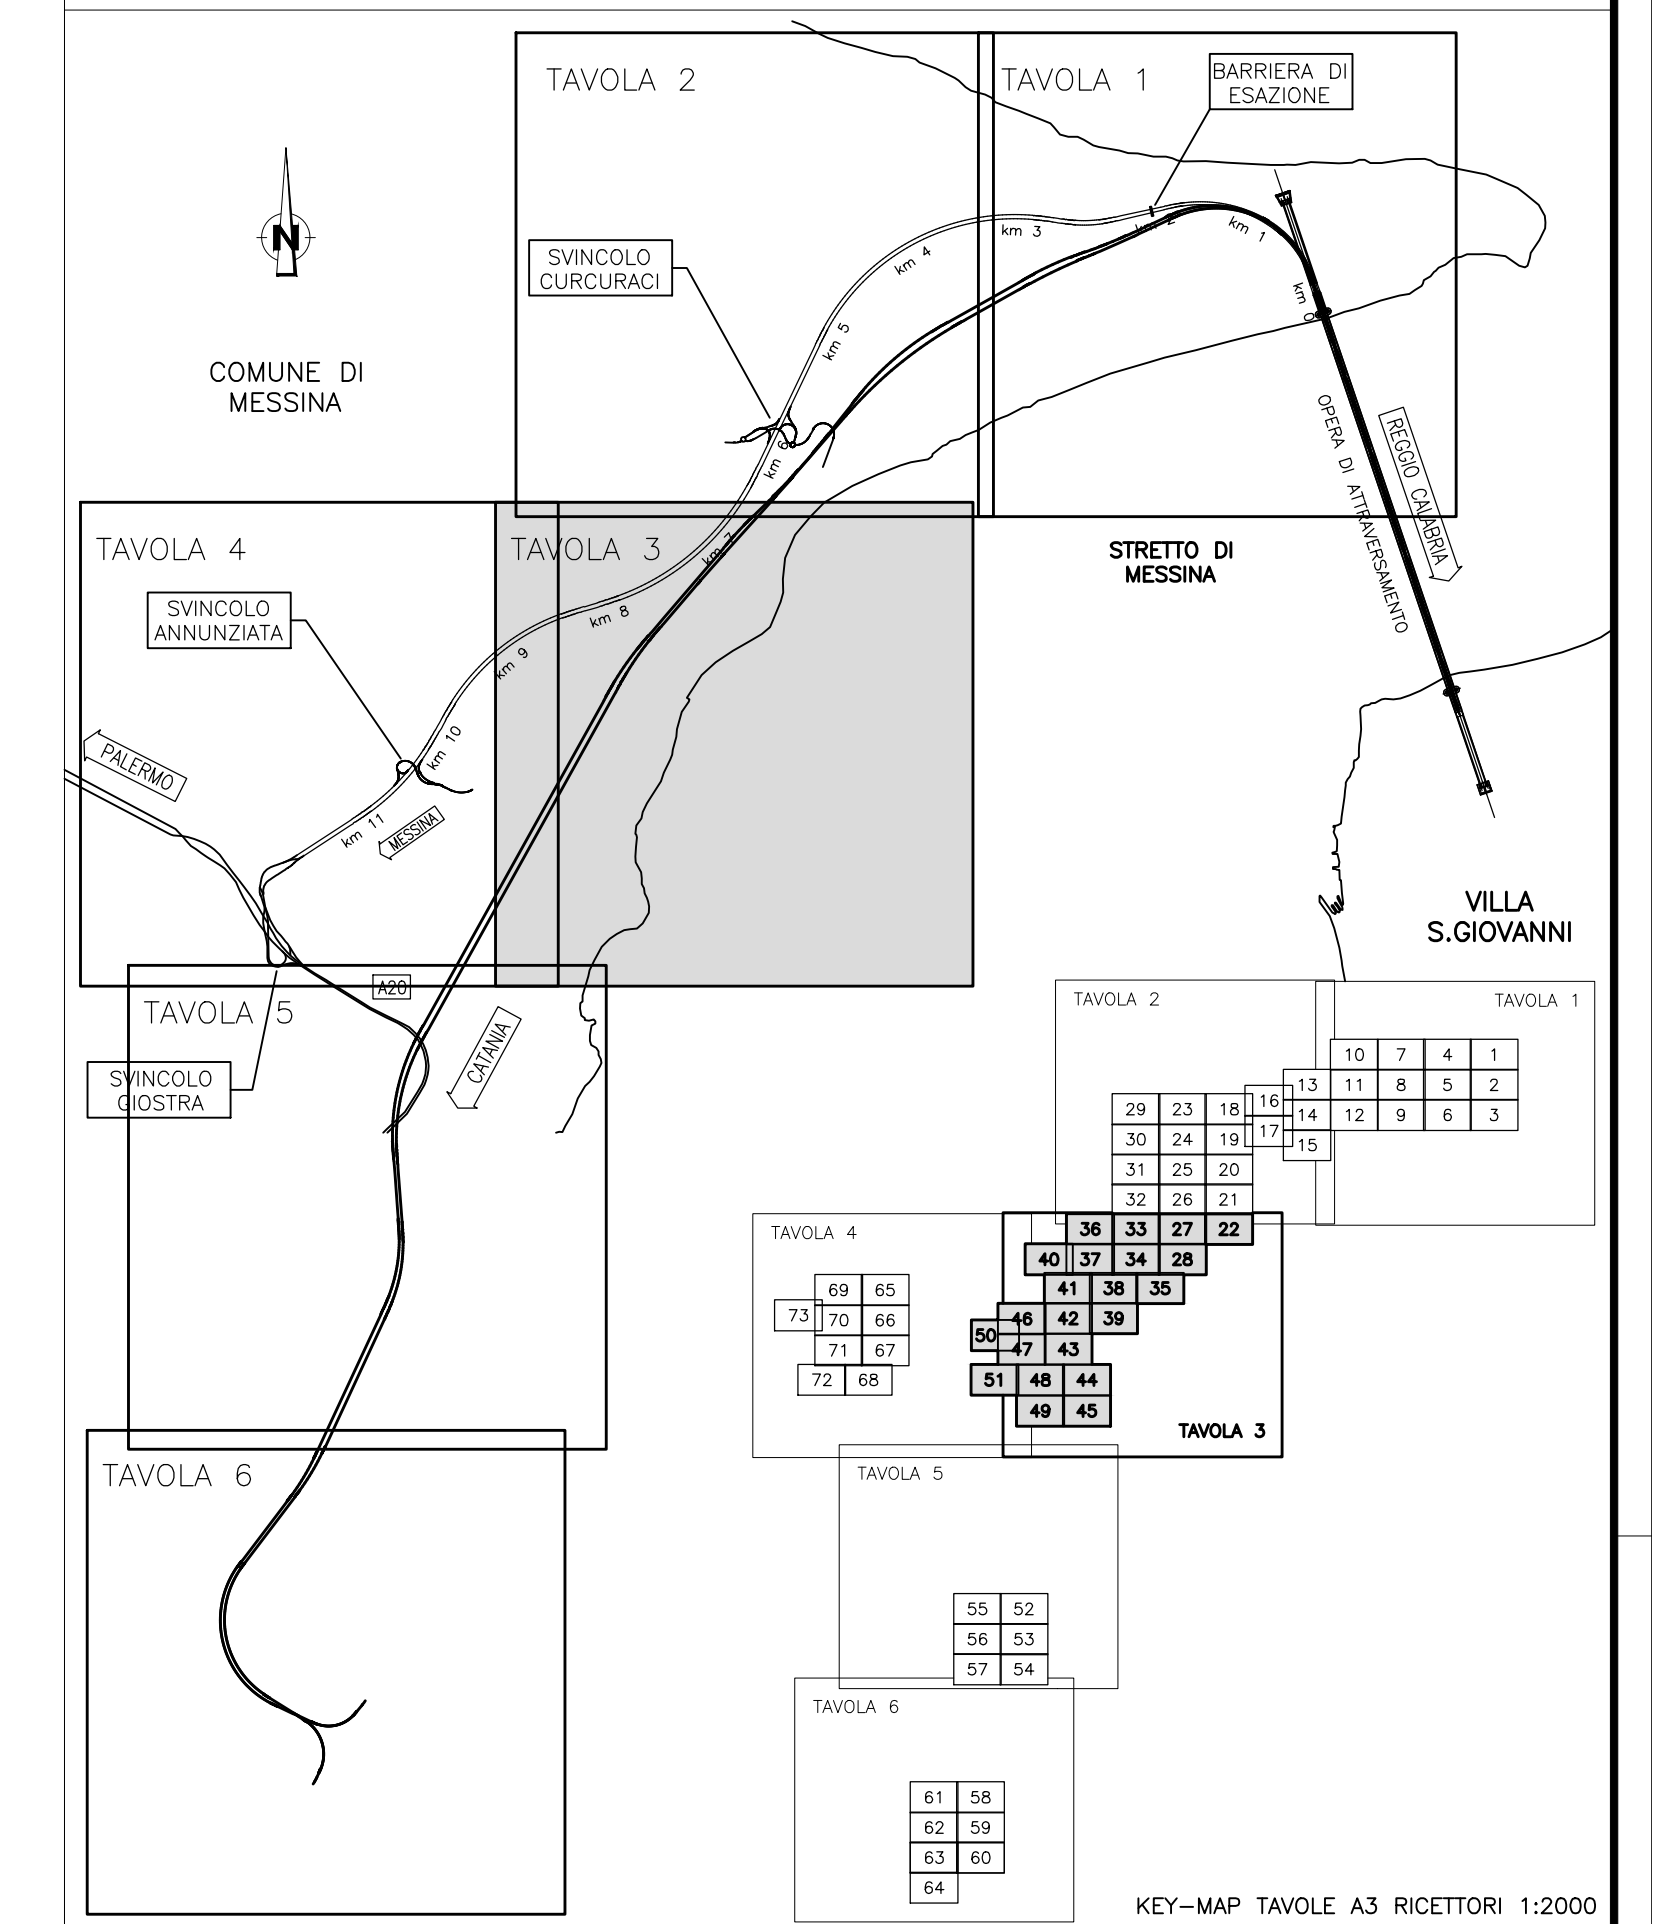 TAVOLA 2
TAVOLA 1
BARRIERA DI
ESAZIONE
N
SVINCOLO
CURCURACI
COMUNE DI
MESSINA
km 0
km 1
km 2
km 3
km 4
km 5
km 6
km 7
km 8
km 9
km 10
km 11
OPERA DI ATTRAVERSAMENTO
REGGIO CALABRIA
TAVOLA 4
TAVOLA 3
STRETTO DI
MESSINA
SVINCOLO
ANNUNZIATA
PALERMO
MESSINA
VILLA
S.GIOVANNI
A20
TAVOLA 5
CATANIA
SVINCOLO
GIOSTRA
TAVOLA 6
TAVOLA 2
TAVOLA 1
10 7 4 1
13 11 8 5 2
16 14 12 9 6 3
17 15
29 23 18
30 24 19
31 25 20
32 26 21
TAVOLA 4
36 33 27 22
40 37 34 28
41 38 35
46 42 39
50 47 43
51 48 44
49 45
TAVOLA 3
69 65
73 70 66
71 67
72 68
TAVOLA 5
55 52
56 53
57 54
TAVOLA 6
61 58
62 59
63 60
64
KEY-MAP TAVOLE A3 RICETTORI 1:2000